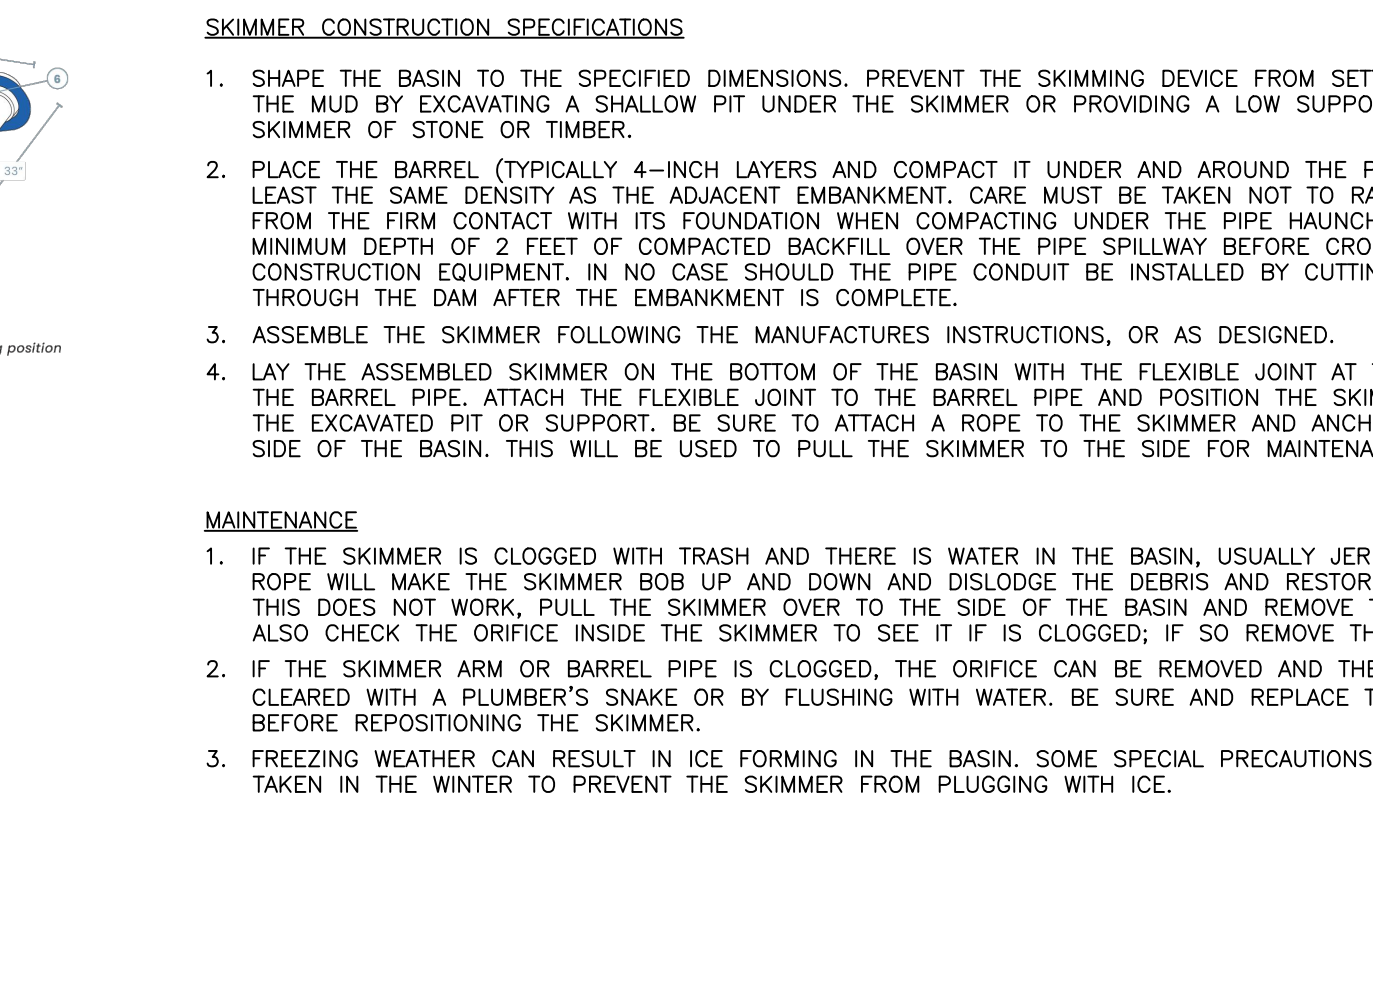 SKIMMER CONSTRUCTION SPECIFICATIONS
6
33"
position
1. SHAPE THE BASIN TO THE SPECIFIED DIMENSIONS. PREVENT THE SKIMMING DEVICE FROM
THE MUD BY EXCAVATING A SHALLOW PIT UNDER THE SKIMMER OR PROVIDING A LOW
SKIMMER OF STONE OR TIMBER.
2. PLACE THE BARREL (TYPICALLY 4-INCH LAYERS AND COMPACT IT UNDER AND AROUND THE
LEAST THE SAME DENSITY AS THE ADJACENT EMBANKMENT. CARE MUST BE TAKEN NOT TO
FROM THE FIRM CONTACT WITH ITS FOUNDATION WHEN COMPACTING UNDER THE PIPE
MINIMUM DEPTH OF 2 FEET OF COMPACTED BACKFILL OVER THE PIPE SPILLWAY BEFORE
CONSTRUCTION EQUIPMENT. IN NO CASE SHOULD THE PIPE CONDUIT BE INSTALLED BY
THROUGH THE DAM AFTER THE EMBANKMENT IS COMPLETE.
3. ASSEMBLE THE SKIMMER FOLLOWING THE MANUFACTURES INSTRUCTIONS, OR AS DESIGNED.
4. LAY THE ASSEMBLED SKIMMER ON THE BOTTOM OF THE BASIN WITH THE FLEXIBLE JOINT AT
THE BARREL PIPE. ATTACH THE FLEXIBLE JOINT TO THE BARREL PIPE AND POSITION THE
THE EXCAVATED PIT OR SUPPORT. BE SURE TO ATTACH A ROPE TO THE SKIMMER AND
SIDE OF THE BASIN. THIS WILL BE USED TO PULL THE SKIMMER TO THE SIDE FOR
MAINTENANCE
1. IF THE SKIMMER IS CLOGGED WITH TRASH AND THERE IS WATER IN THE BASIN, USUALLY
ROPE WILL MAKE THE SKIMMER BOB UP AND DOWN AND DISLODGE THE DEBRIS AND
THIS DOES NOT WORK, PULL THE SKIMMER OVER TO THE SIDE OF THE BASIN AND REMOVE
ALSO CHECK THE ORIFICE INSIDE THE SKIMMER TO SEE IT IF IS CLOGGED; IF SO REMOVE
2. IF THE SKIMMER ARM OR BARREL PIPE IS CLOGGED, THE ORIFICE CAN BE REMOVED AND
CLEARED WITH A PLUMBER'S SNAKE OR BY FLUSHING WITH WATER. BE SURE AND REPLACE
BEFORE REPOSITIONING THE SKIMMER.
3. FREEZING WEATHER CAN RESULT IN ICE FORMING IN THE BASIN. SOME SPECIAL PRECAUTIONS
TAKEN IN THE WINTER TO PREVENT THE SKIMMER FROM PLUGGING WITH ICE.